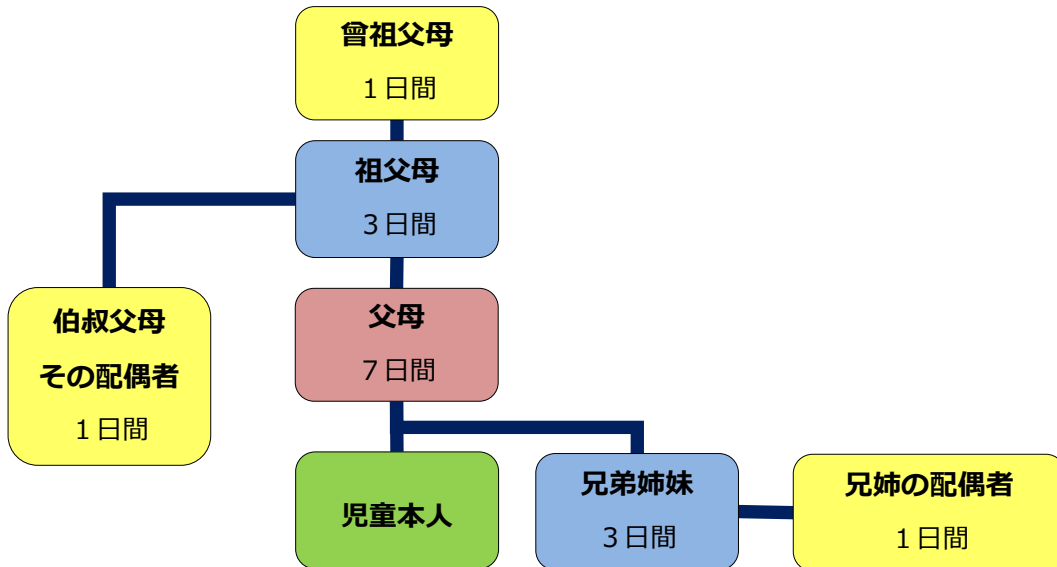 曾祖父母
１日間
祖父母
３日間
伯叔父母
その配偶者
１日間
父母
７日間
児童本人
兄弟姉妹
３日間
兄姉の配偶者
１日間